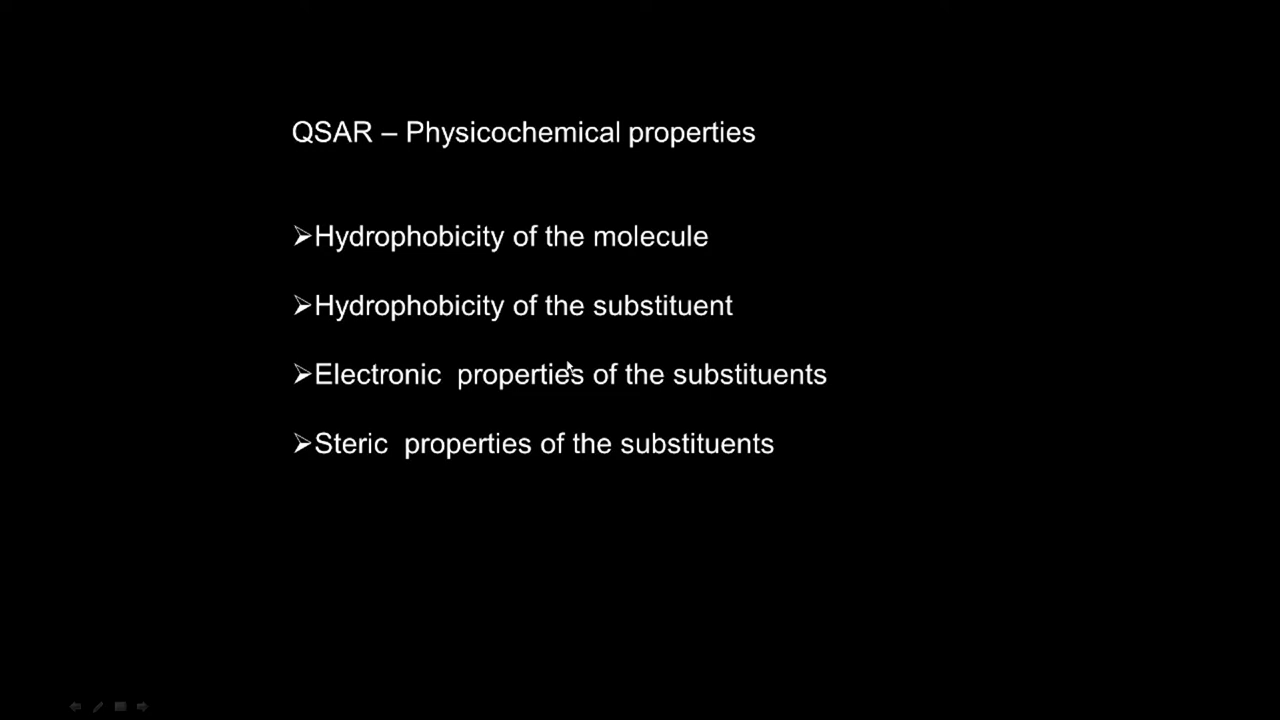 QSAR – Physicochemical properties
➢Hydrophobicity of the molecule
➢Hydrophobicity of the substituent
➢Electronic  properties of the substituents
➢Steric  properties of the substituents